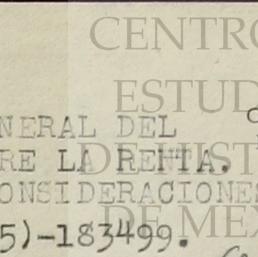 CENTRO
ESTUD
NERAL DEL
RE LA RENTA.
DE HIST
ONSIDERACIONES
DE MEX
5)-183499.